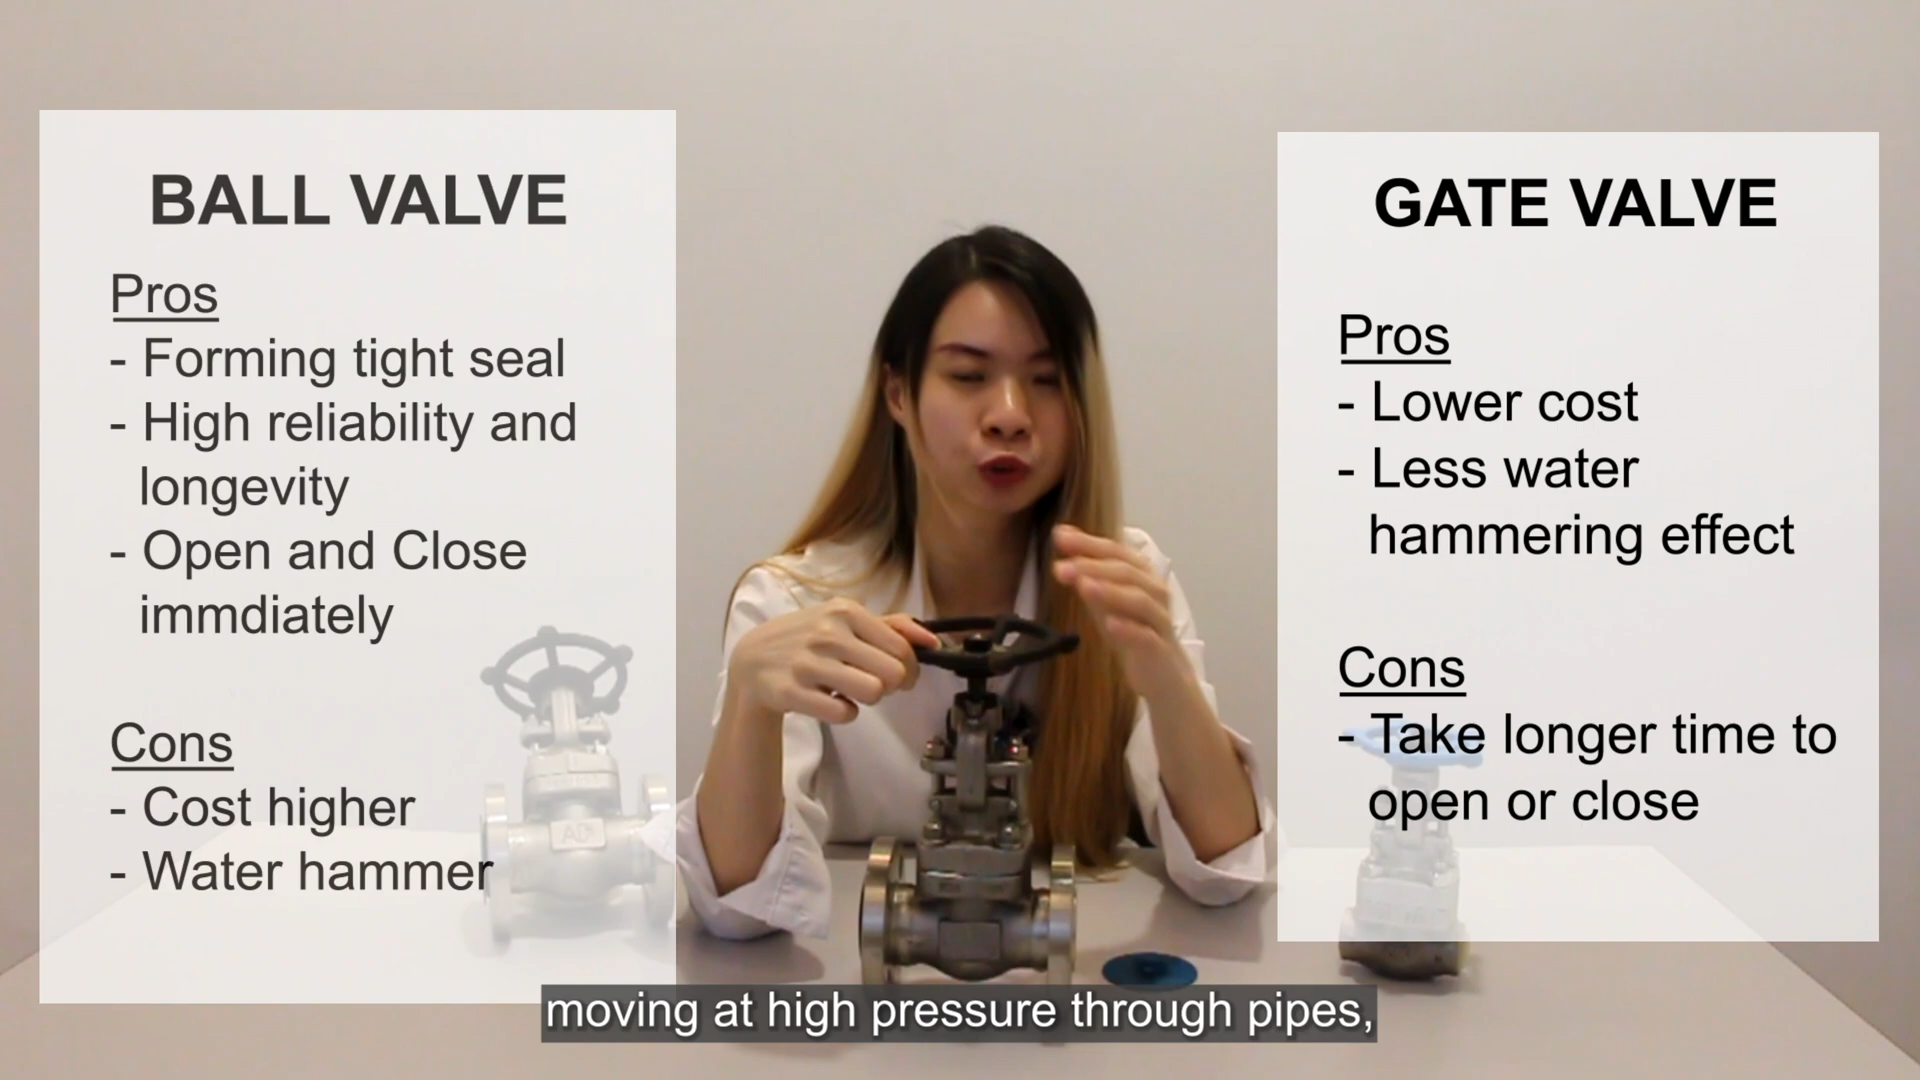 BALL VALVE
Pros
- Forming tight seal
- High reliability and
longevity
- Open and Close
immdiately
Cons
- Cost higher
- Water hammer
GATE VALVE
Pros
- Lower cost
- Less water
hammering effect
Cons
- Take longer time to
open or close
moving at high pressure through pipes,